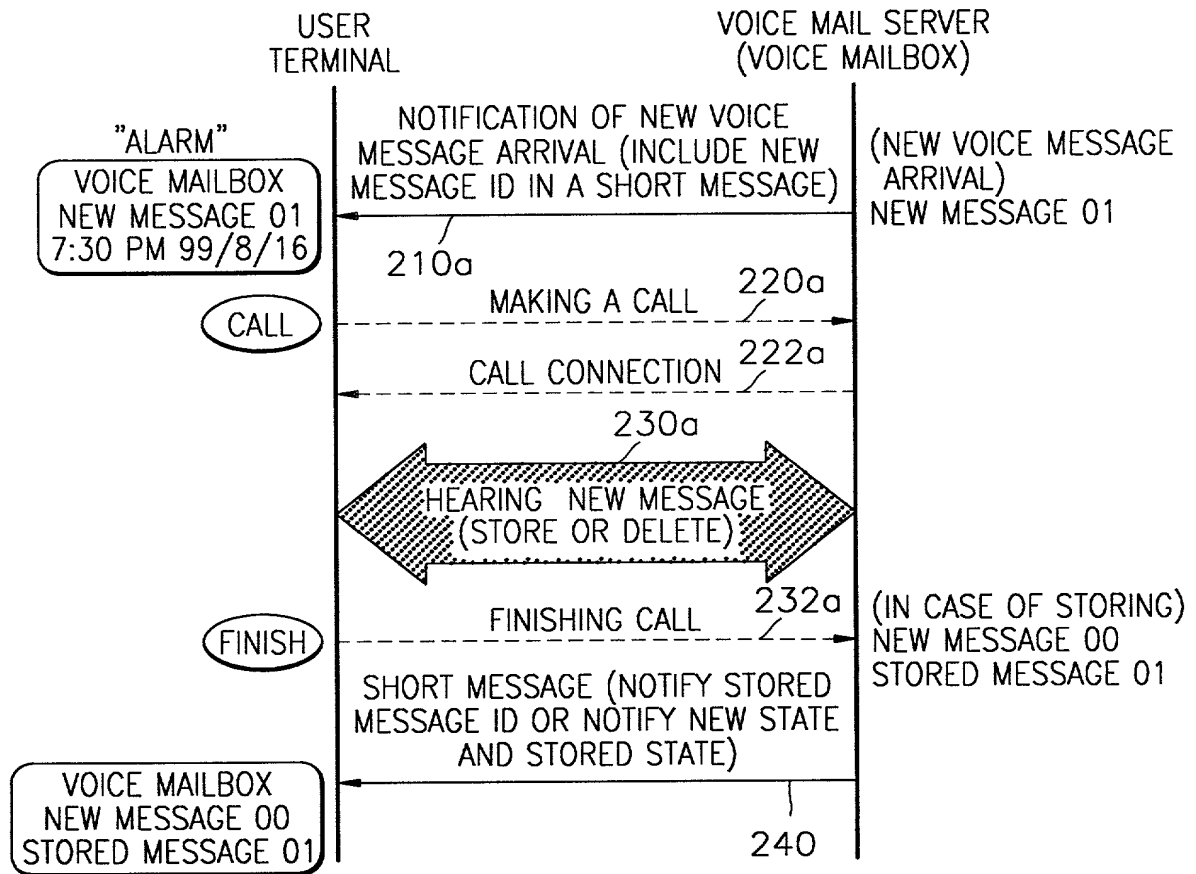 USER
TERMINAL
VOICE MAIL SERVER
(VOICE MAILBOX)
"ALARM"
VOICE MAILBOX
NEW MESSAGE 01
7:30 PM 99/8/16
NOTIFICATION OF NEW VOICE
MESSAGE ARRIVAL (INCLUDE NEW
MESSAGE ID IN A SHORT MESSAGE)
(NEW VOICE MESSAGE
ARRIVAL)
NEW MESSAGE 01
210a
CALL
MAKING A CALL
220a
CALL CONNECTION
222a
230a
HEARING NEW MESSAGE
(STORE OR DELETE)
FINISH
FINISHING CALL
232a
(IN CASE OF STORING)
NEW MESSAGE 00
STORED MESSAGE 01
SHORT MESSAGE (NOTIFY STORED
MESSAGE ID OR NOTIFY NEW STATE
AND STORED STATE)
VOICE MAILBOX
NEW MESSAGE 00
STORED MESSAGE 01
240